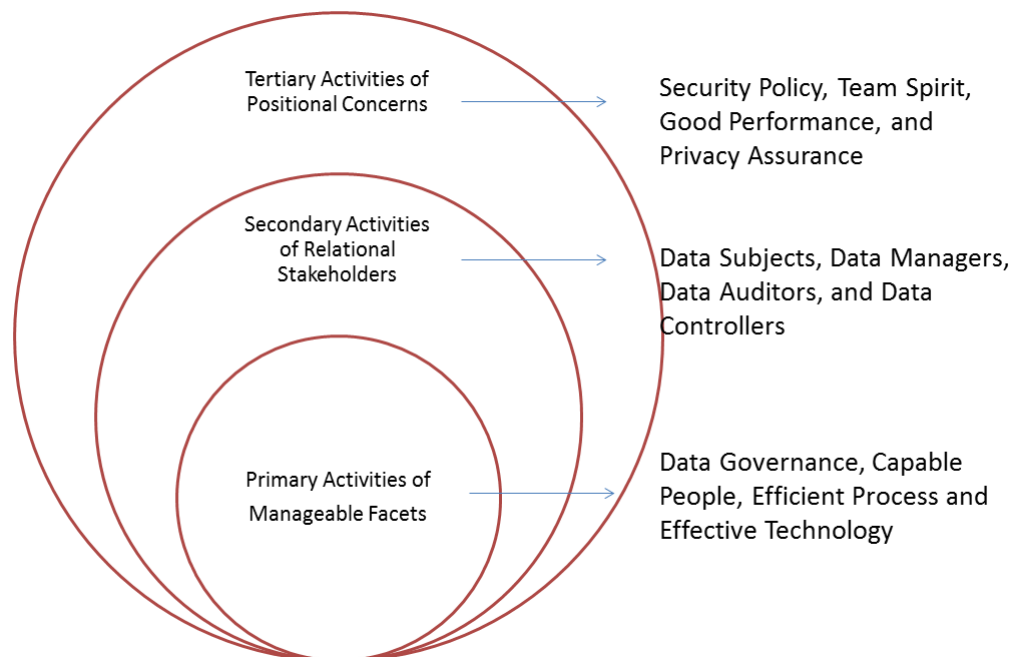 Tertiary Activities of
Positional Concerns
Security Policy, Team Spirit,
Good Performance, and
Privacy Assurance
Secondary Activities
of Relational
Stakeholders
Data Subjects, Data Managers,
Data Auditors, and Data
Controllers
Primary Activities of
Manageable Facets
Data Governance, Capable
People, Efficient Process and
Effective Technology